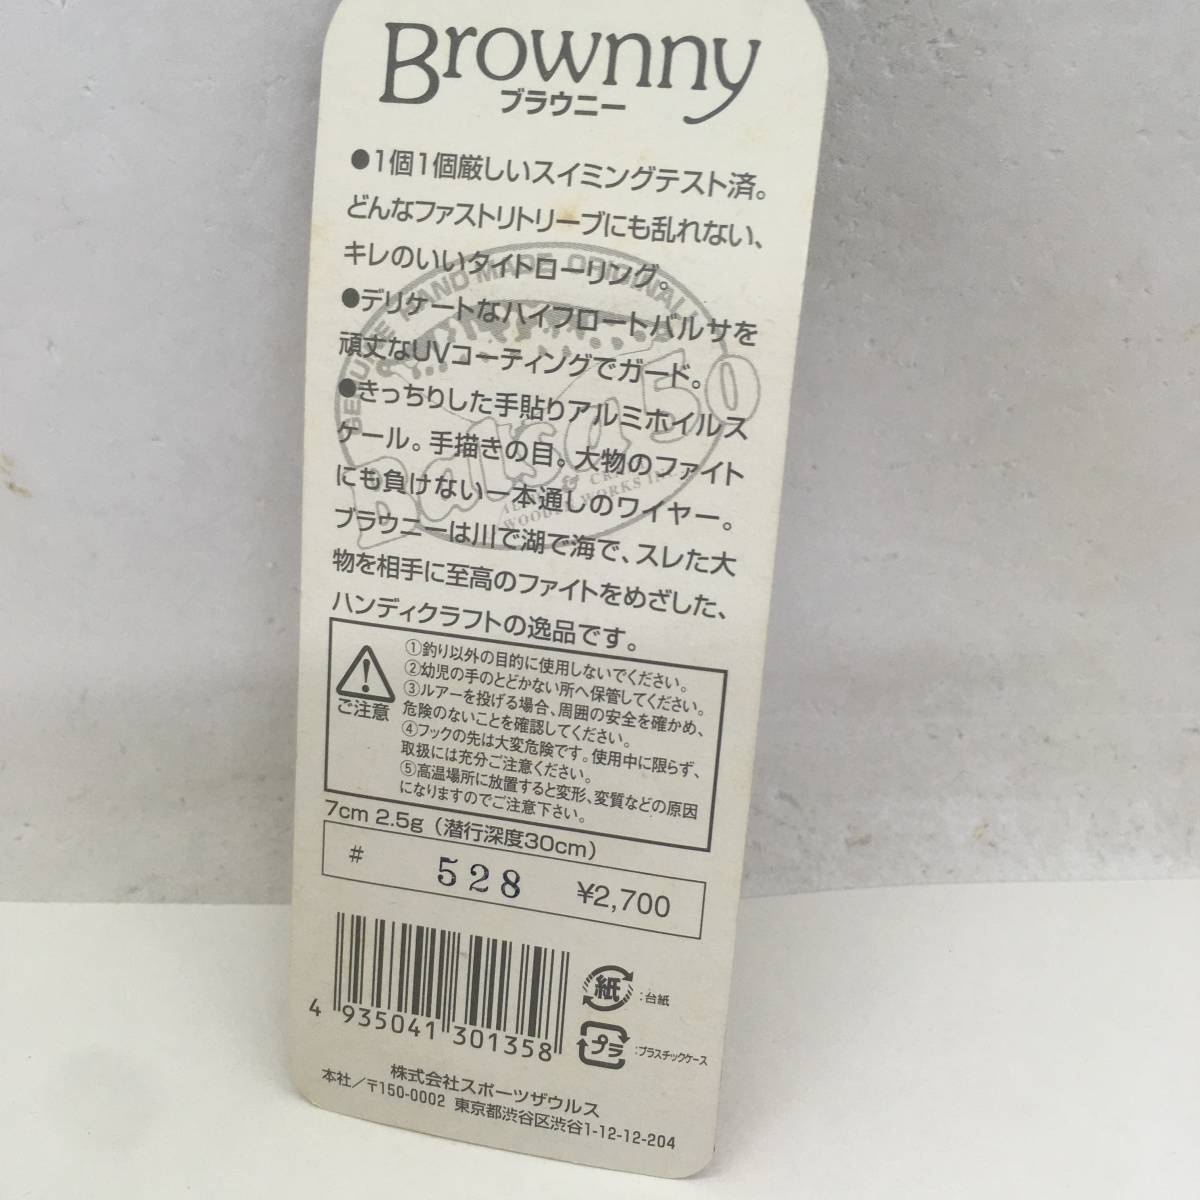 Brownny
ブラウニー
●1個1個厳しいスイミングテスト済。
どんなファストリトリーブにも乱れない、
キレのいいタイトローリング。
●デリケートなハイフロートバルサを
頑丈なUVコーティングでガード。
●きっちりした手貼りアルミホイルス
ケール。手描きの目。大物のファイト
にも負けない一本通しのワイヤー。
ブラウニーは川で湖で海で、スレた大
物を相手に至高のファイトをめざした、
ハンディクラフトの逸品です。
HAND MADE ORIGINAL
Balsa 50
ご注意
①釣り以外の目的に使用しないでください。
②幼児の手のとどかない所へ保管してください。
③ルアーを投げる場合、周囲の安全を確かめ、
危険のないことを確認してください。
④フックの先は大変危険です。使用中に限らず、
取扱には充分ご注意ください。
⑤高温場所に放置すると変形、変質などの原因
になりますのでご注意下さい。
7cm 2.5g（潜行深度30cm）
# 528 ¥2,700
4 935041 301358
紙 :台紙
プラ :プラスチックケース
株式会社スポーツザウルス
本社／〒150-0002 東京都渋谷区渋谷1-12-12-204